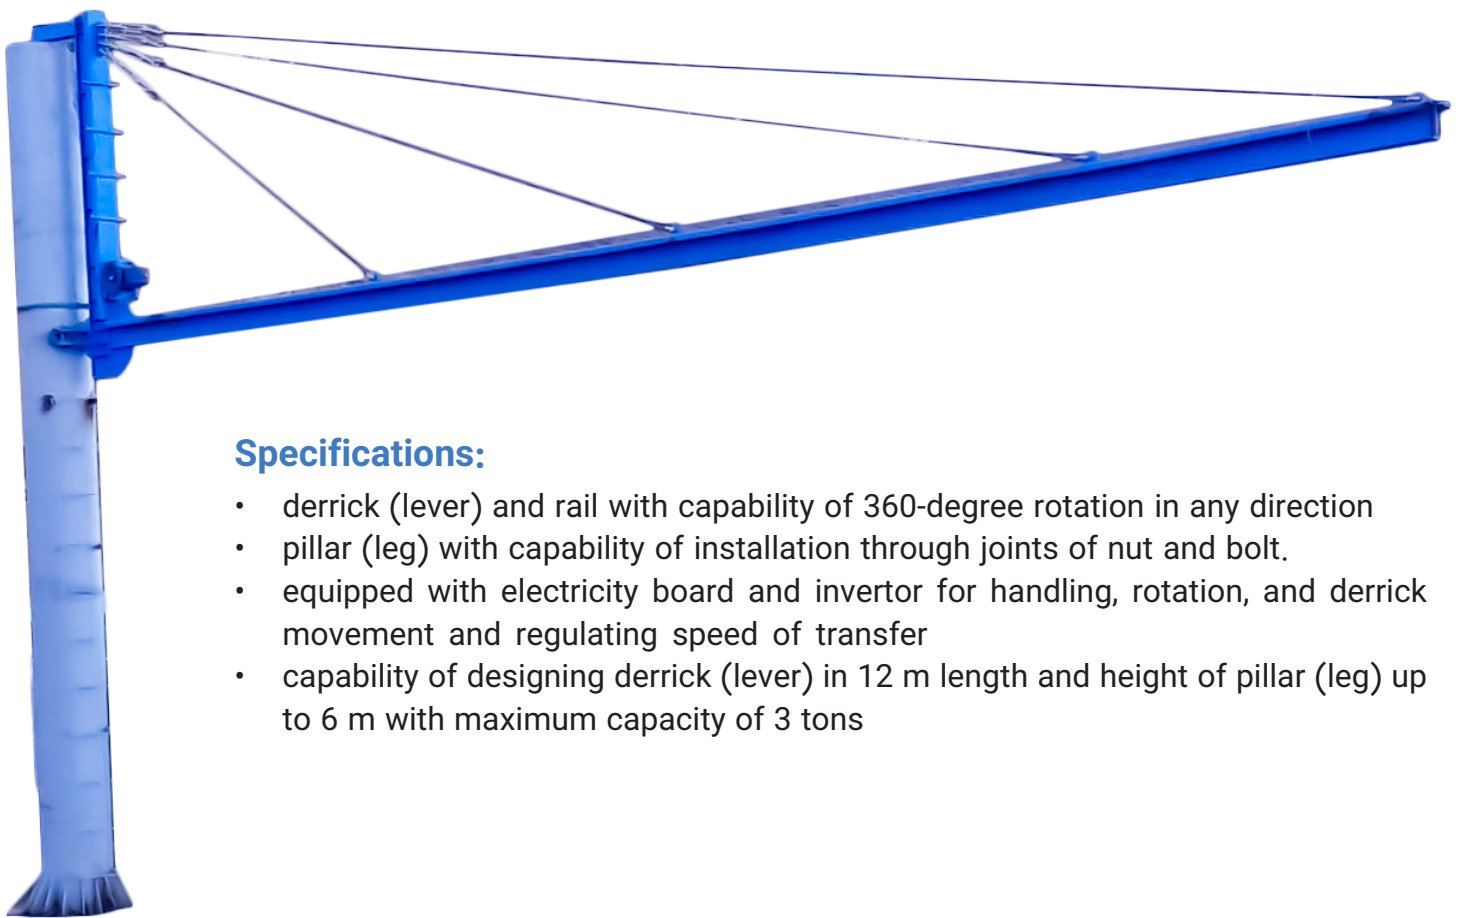 Specifications:
• derrick (lever) and rail with capability of 360-degree rotation in any direction
• pillar (leg) with capability of installation through joints of nut and bolt.
• equipped with electricity board and invertor for handling, rotation, and derrick
movement and regulating speed of transfer
• capability of designing derrick (lever) in 12 m length and height of pillar (leg) up
to 6 m with maximum capacity of 3 tons